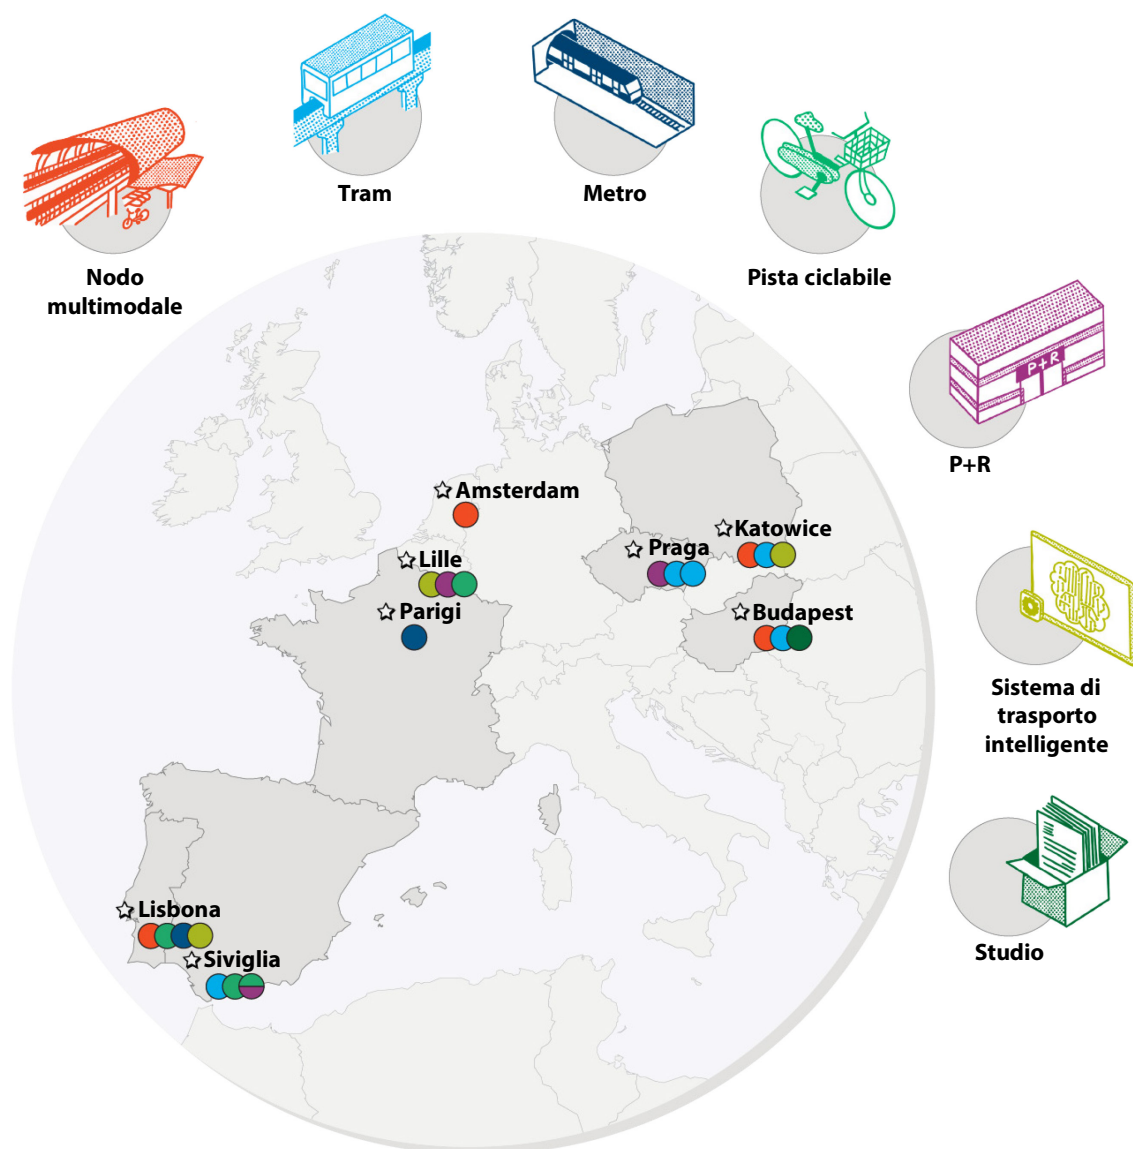 Tram
Metro
Nodo
multimodale
Pista ciclabile
P+R
P+R
Amsterdam
Katowice
Praga
Lille
Parigi
Budapest
Sistema di
trasporto
intelligente
Lisbona
Siviglia
Studio